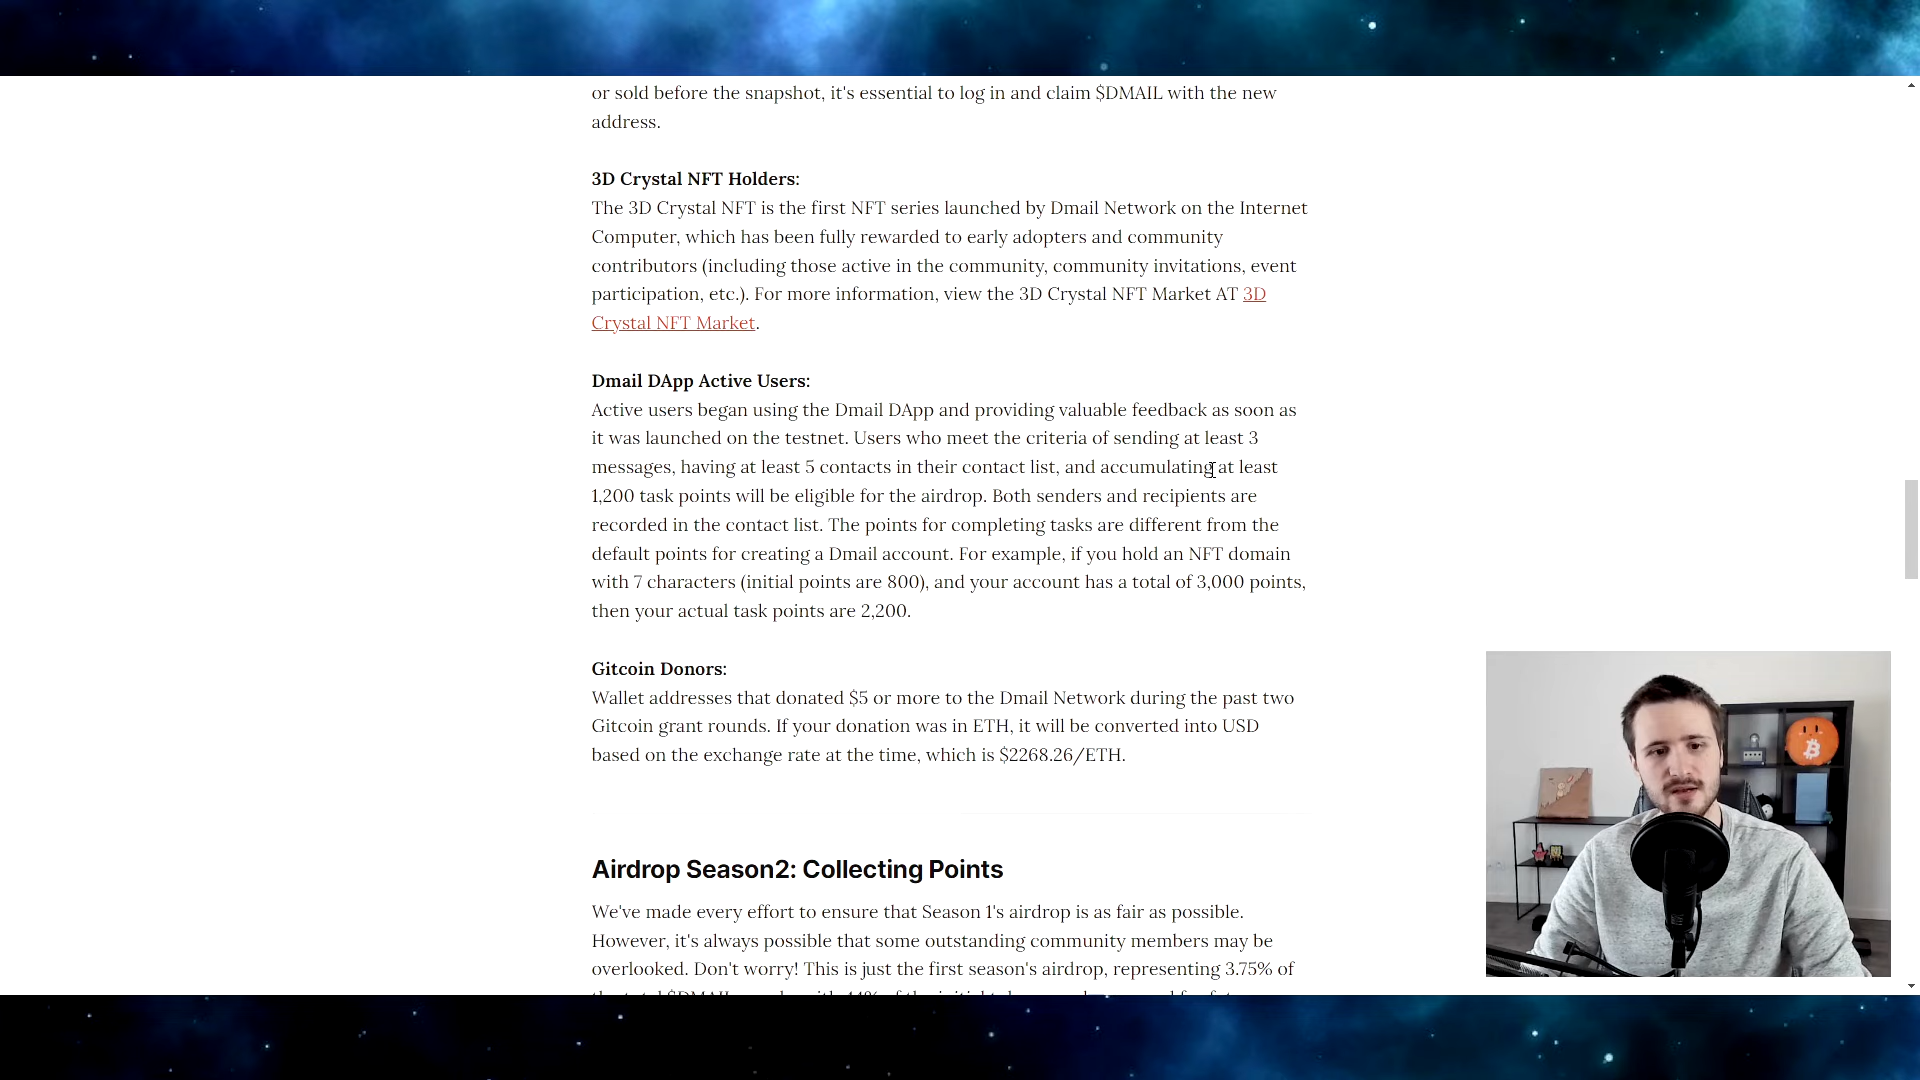 or sold before the snapshot, it's essential to log in and claim $DMAIL with the new
address.
3D Crystal NFT Holders:
The 3D Crystal NFT is the first NFT series launched by Dmail Network on the Internet
Computer, which has been fully rewarded to early adopters and community
contributors (including those active in the community, community invitations, event
participation, etc.). For more information, view the 3D Crystal NFT Market AT 3D
Crystal NFT Market.
Dmail DApp Active Users:
Active users began using the Dmail DApp and providing valuable feedback as soon as
it was launched on the testnet. Users who meet the criteria of sending at least 3
messages, having at least 5 contacts in their contact list, and accumulating at least
1,200 task points will be eligible for the airdrop. Both senders and recipients are
recorded in the contact list. The points for completing tasks are different from the
default points for creating a Dmail account. For example, if you hold an NFT domain
with 7 characters (initial points are 800), and your account has a total of 3,000 points,
then your actual task points are 2,200.
Gitcoin Donors:
Wallet addresses that donated $5 or more to the Dmail Network during the past two
Gitcoin grant rounds. If your donation was in ETH, it will be converted into USD
based on the exchange rate at the time, which is $2268.26/ETH.
Airdrop Season2: Collecting Points
We've made every effort to ensure that Season 1's airdrop is as fair as possible.
However, it's always possible that some outstanding community members may be
overlooked. Don't worry! This is just the first season's airdrop, representing 3.75% of